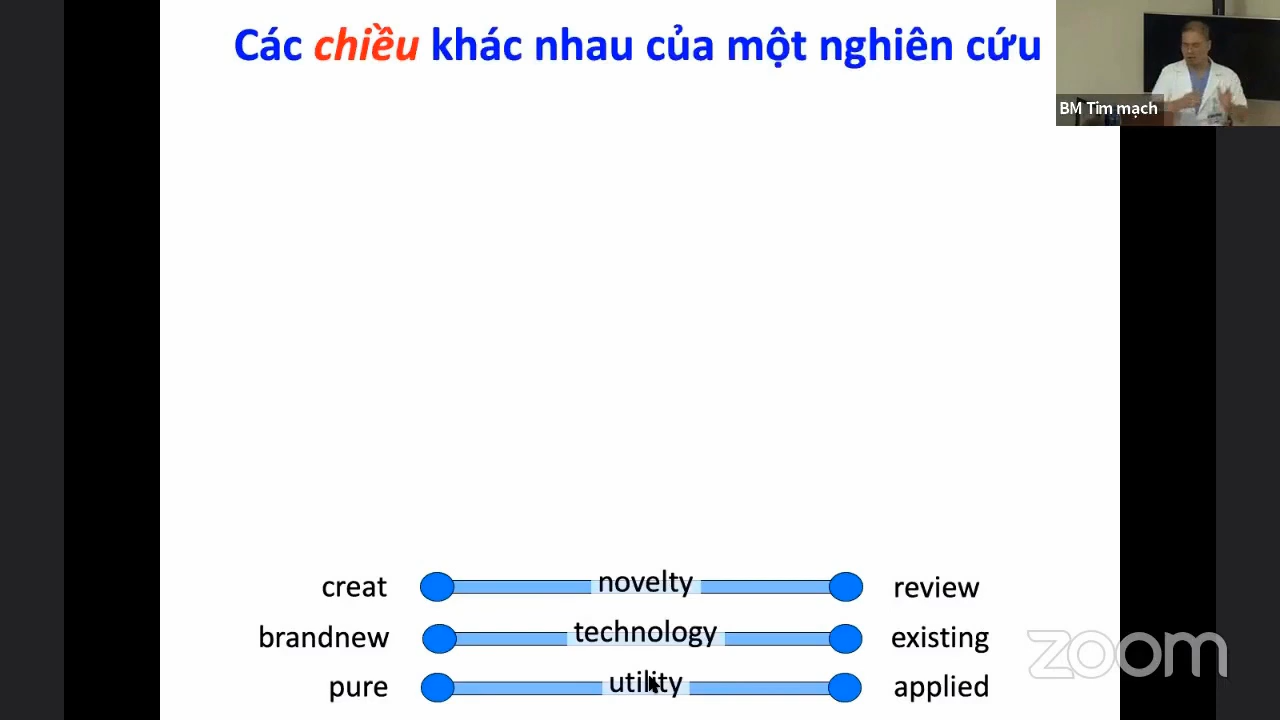 Các chiều khác nhau của một nghiên cứu
BM Tim mạch
creat novelty review
brandnew technology existing
pure utility applied
zoom